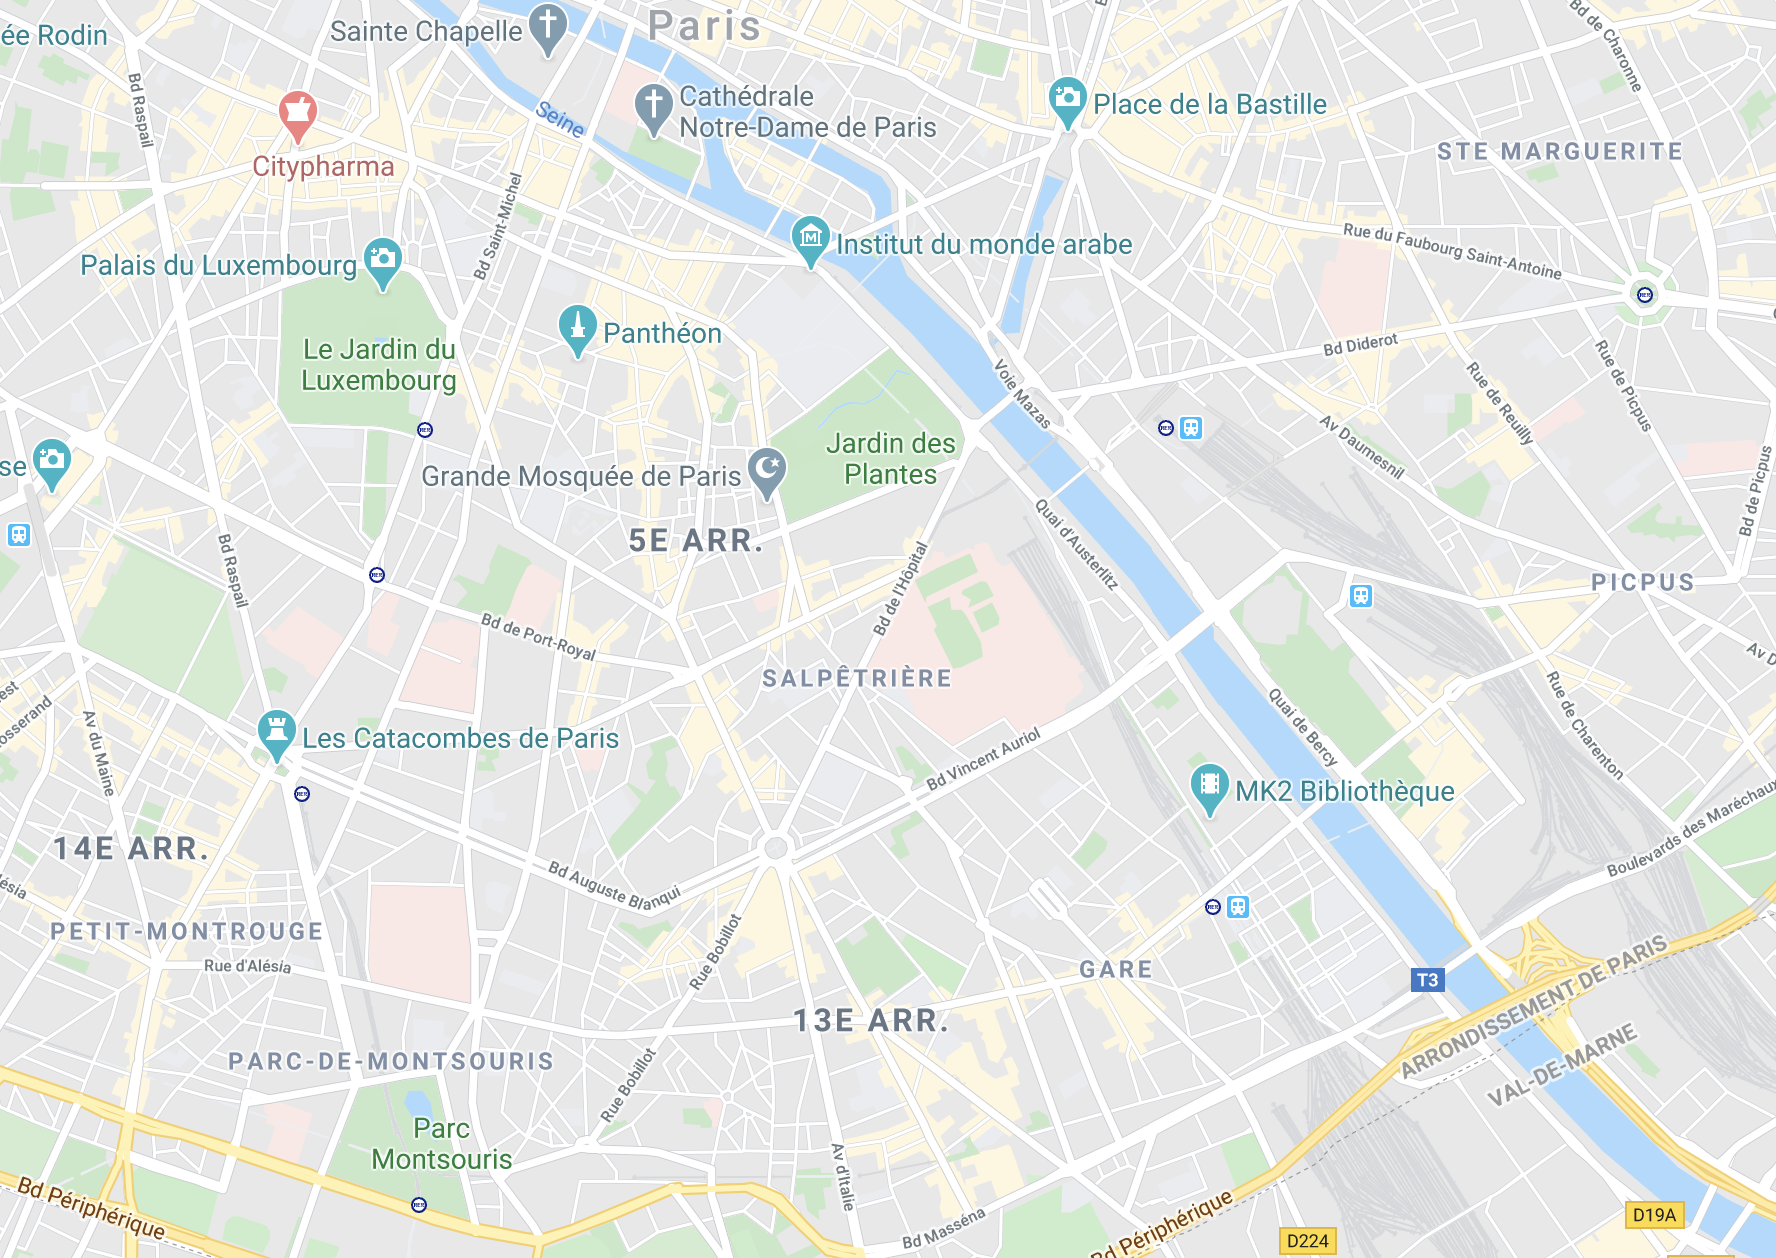 Paris
Sainte Chapelle
ée Rodin
Bd de Charonne
Bd Raspail
Cathédrale
Notre-Dame de Paris
Place de la Bastille
Seine
Citypharma
STE MARGUERITE
Bd Saint-Michel
Rue du Faubourg Saint-Antoine
Institut du monde arabe
Palais du Luxembourg
Panthéon
Bd Diderot
Le Jardin du
Luxembourg
Voie Mazas
Rue de Reuilly
Rue de Picpus
Av Daumesnil
Jardin des
Plantes
se
Grande Mosquée de Paris
Bd de Picpus
5E ARR.
Quai d'Austerlitz
Bd Raspail
Bd de l'Hôpital
PICPUS
Bd de Port-Royal
SALPÊTRIÈRE
Av D
est
osserand
Av du Maine
Les Catacombes de Paris
Bd Vincent Auriol
Quai de Bercy
Rue de Charenton
MK2 Bibliothèque
Boulevards des Maréchaux
14E ARR.
lésia
Bd Auguste Blanqui
PETIT-MONTROUGE
Rue Bobillot
Rue d'Alésia
GARE
T3
ARRONDISSEMENT DE PARIS
13E ARR.
PARC-DE-MONTSOURIS
VAL-DE-MARNE
Rue Bobillot
Parc
Montsouris
Av d'Italie
Bd Périphérique
Bd Masséna
Bd Périphérique
D19A
D224